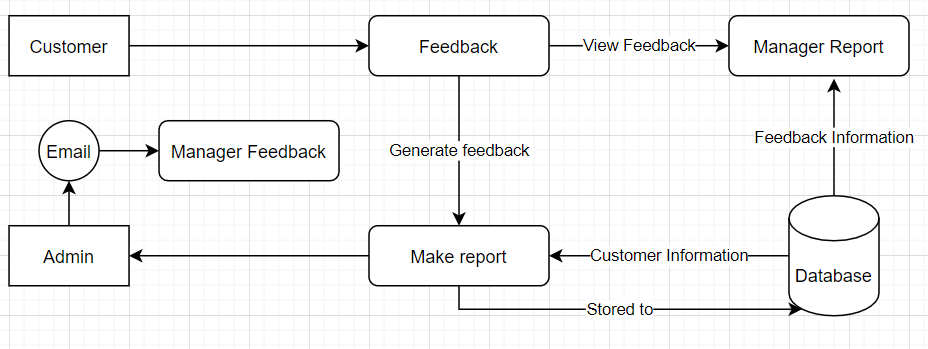 Customer
Feedback
View Feedback
Manager Report
Email
Manager Feedback
Generate feedback
Feedback Information
Admin
Make report
Customer Information
Database
Stored to